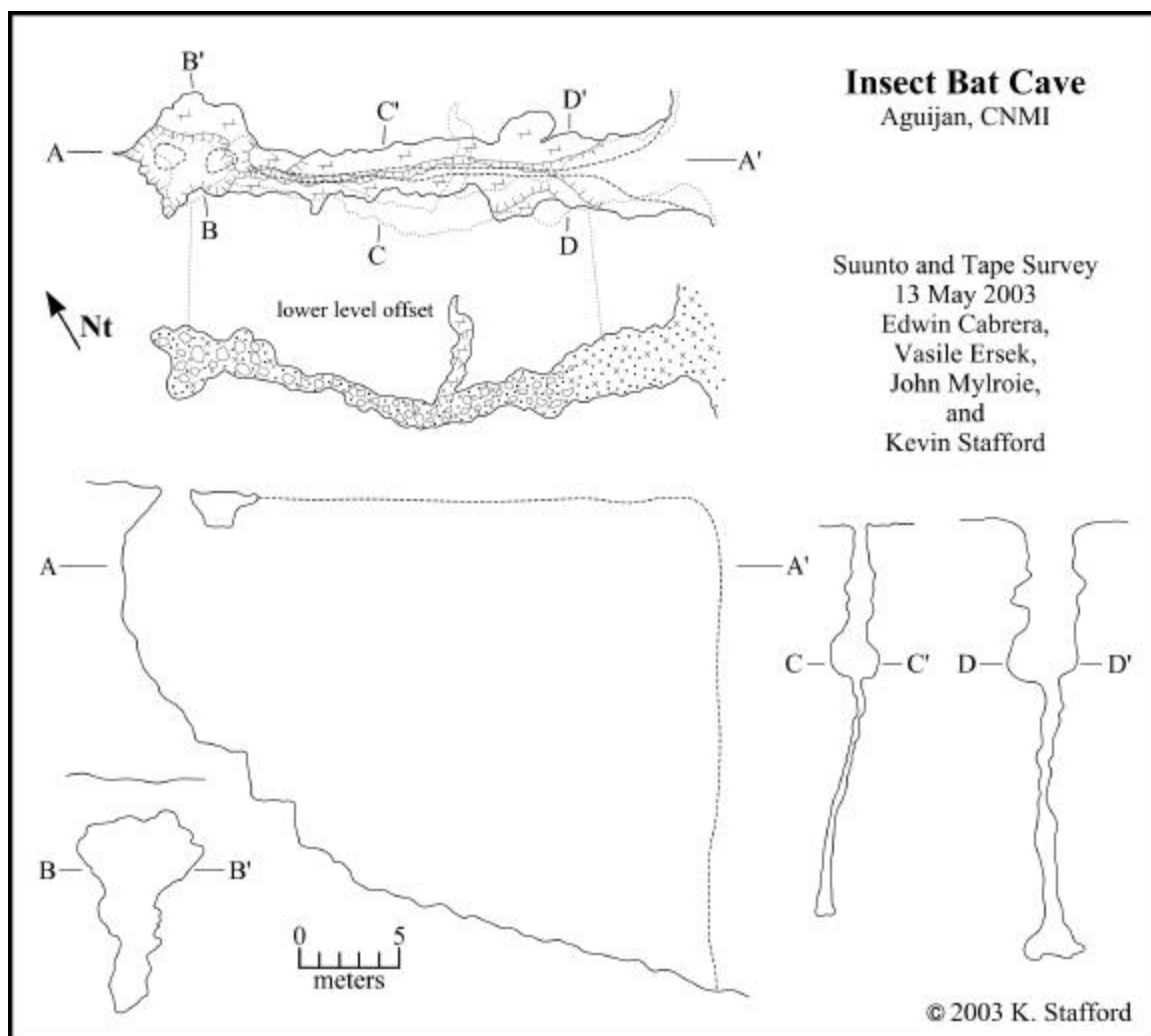 Insect Bat Cave
Aguijan, CNMI
B'
C'
D'
A
A'
B
C
D
Nt
lower level offset
Suunto and Tape Survey
13 May 2003
Edwin Cabrera,
Vasile Ersek,
John Mylroie,
and
Kevin Stafford
A
A'
C
C'
D
D'
B
B'
0 5
meters
© 2003 K. Stafford